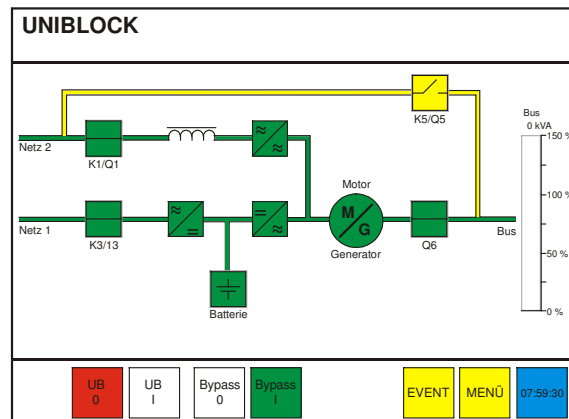 UNIBLOCK
K5/Q5
Bus
0 kVA
150 %
Netz 2
K1/Q1
Motor
100 %
M
G
Netz 1
K3/13
Generator
Q6
Bus
50 %
Batterie
0 %
UB
0
UB
I
Bypass
0
Bypass
I
EVENT
MENÜ
07:59:30